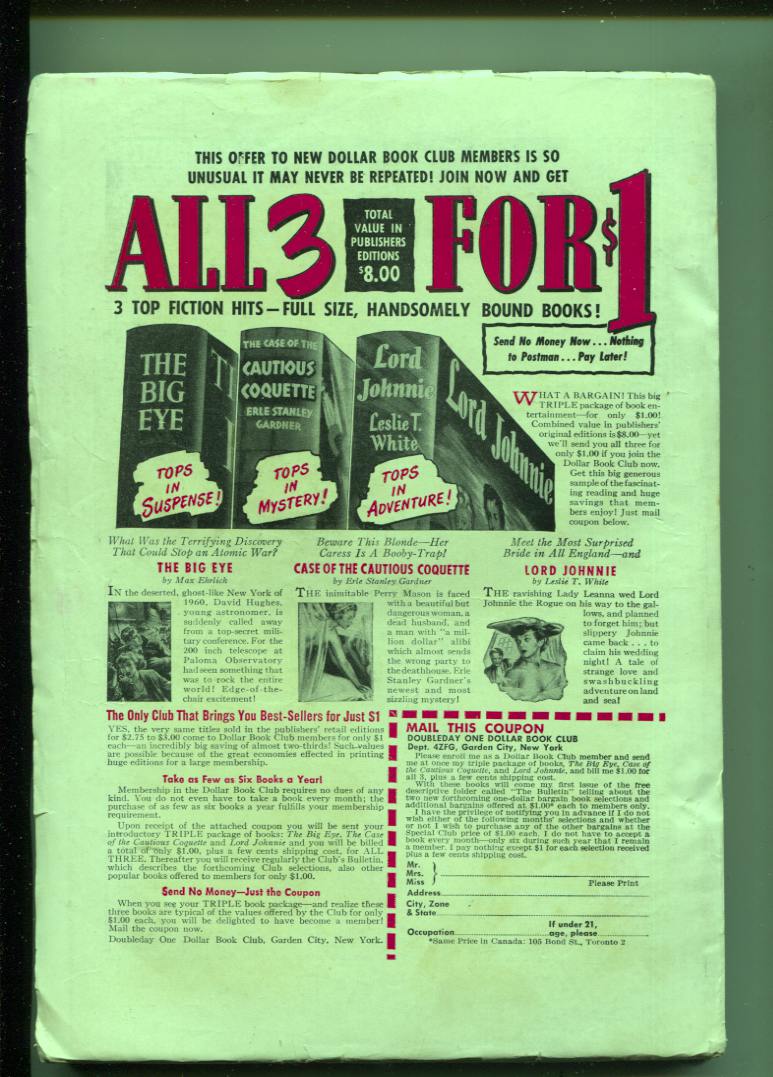 THIS OFFER TO NEW DOLLAR BOOK CLUB MEMBERS IS SO
UNUSUAL IT MAY NEVER BE REPEATED! JOIN NOW AND GET
ALL 3
TOTAL
VALUE IN
PUBLISHERS
EDITIONS
$8.00
FOR $1
3 TOP FICTION HITS—FULL SIZE, HANDSOMELY BOUND BOOKS!
Send No Money Now...Nothing
to Postman...Pay Later!
THE
BIG
EYE
TOPS
IN
SUSPENSE!
THE CASE OF THE
CAUTIOUS
COQUETTE
ERLE STANLEY
GARDNER
TOPS
IN
MYSTERY!
Lord
Johnnie
Leslie T.
White
TOPS
IN
ADVENTURE!
Lord Johnnie
WHAT A BARGAIN! This big
TRIPLE package of book en-
tertainment—for only $1.00!
Combined value in publishers'
original editions is $8.00—yet
we'll send you all three for
only $1.00 if you join the
Dollar Book Club now.
Get this big generous
sample of the fascinat-
ing reading and huge
savings that mem-
bers enjoy! Just mail
coupon below.
What Was the Terrifying Discovery
That Could Stop an Atomic War?
THE BIG EYE
by Max Ehrlich
IN the deserted, ghost-like New York of
1960, David Hughes,
young astronomer, is
suddenly called away
from a top-secret mili-
tary conference. For the
200 inch telescope at
Paloma Observatory
had seen something that
was to rock the entire
world! Edge-of-the-
chair excitement!
Beware This Blonde—Her
Caress Is A Booby-Trap!
CASE OF THE CAUTIOUS COQUETTE
by Erle Stanley Gardner
THE inimitable Perry Mason is faced
with a beautiful but
dangerous woman, a
dead husband, and
a man with "a mil-
lion dollar" alibi
which almost sends
the wrong party to
the deathhouse. Erle
Stanley Gardner's
newest and most
sizzling mystery!
Meet the Most Surprised
Bride in All England—and
LORD JOHNNIE
by Leslie T. White
THE ravishing Lady Leanna wed Lord
Johnnie the Rogue on his way to the gal-
lows, and planned
to forget him; but
slippery Johnnie
came back . . . to
claim his wedding
night! A tale of
strange love and
swashbuckling
adventure on land
and sea!
The Only Club That Brings You Best-Sellers for Just $1
YES, the very same titles sold in the publishers' retail editions
for $2.75 to $3.00 come to Dollar Book Club members for only $1
each—an incredibly big saving of almost two-thirds! Such values
are possible because of the great economies effected in printing
huge editions for a large membership.
Take as Few as Six Books a Year!
Membership in the Dollar Book Club requires no dues of any
kind. You do not even have to take a book every month; the
purchase of as few as six books a year fulfills your membership
requirement.
Upon receipt of the attached coupon you will be sent your
introductory TRIPLE package of books: The Big Eye, The Case
of the Cautious Coquette and Lord Johnnie and you will be billed
a total of only $1.00, plus a few cents shipping cost, for ALL
THREE. Thereafter you will receive regularly the Club's Bulletin,
which describes the forthcoming Club selections, also other
popular books offered to members for only $1.00.
Send No Money—Just the Coupon
When you see your TRIPLE book package—and realize these
three books are typical of the values offered by the Club for only
$1.00 each, you will be delighted to have become a member!
Mail the coupon now.
Doubleday One Dollar Book Club, Garden City, New York.
MAIL THIS COUPON
DOUBLEDAY ONE DOLLAR BOOK CLUB
Dept. 4ZFG, Garden City, New York
Please enroll me as a Dollar Book Club member and send
me at once my triple package of books, The Big Eye, Case of
the Cautious Coquette, and Lord Johnnie, and bill me $1.00 for
all 3, plus a few cents shipping cost.
With these books will come my first issue of the free
descriptive folder called "The Bulletin" telling about the
two new forthcoming one-dollar bargain book selections and
additional bargains offered at $1.00* each to members only.
I have the privilege of notifying you in advance if I do not
wish either of the following months' selections and whether
or not I wish to purchase any of the other bargains at the
Special Club price of $1.00 each. I do not have to accept a
book every month—only six during such year that I remain
a member. I pay nothing except $1 for each selection received
plus a few cents shipping cost.
Mr.
Mrs.
Miss
Please Print
Address
City, Zone
& State
Occupation
If under 21,
age, please
*Same Price in Canada: 105 Bond St., Toronto 2